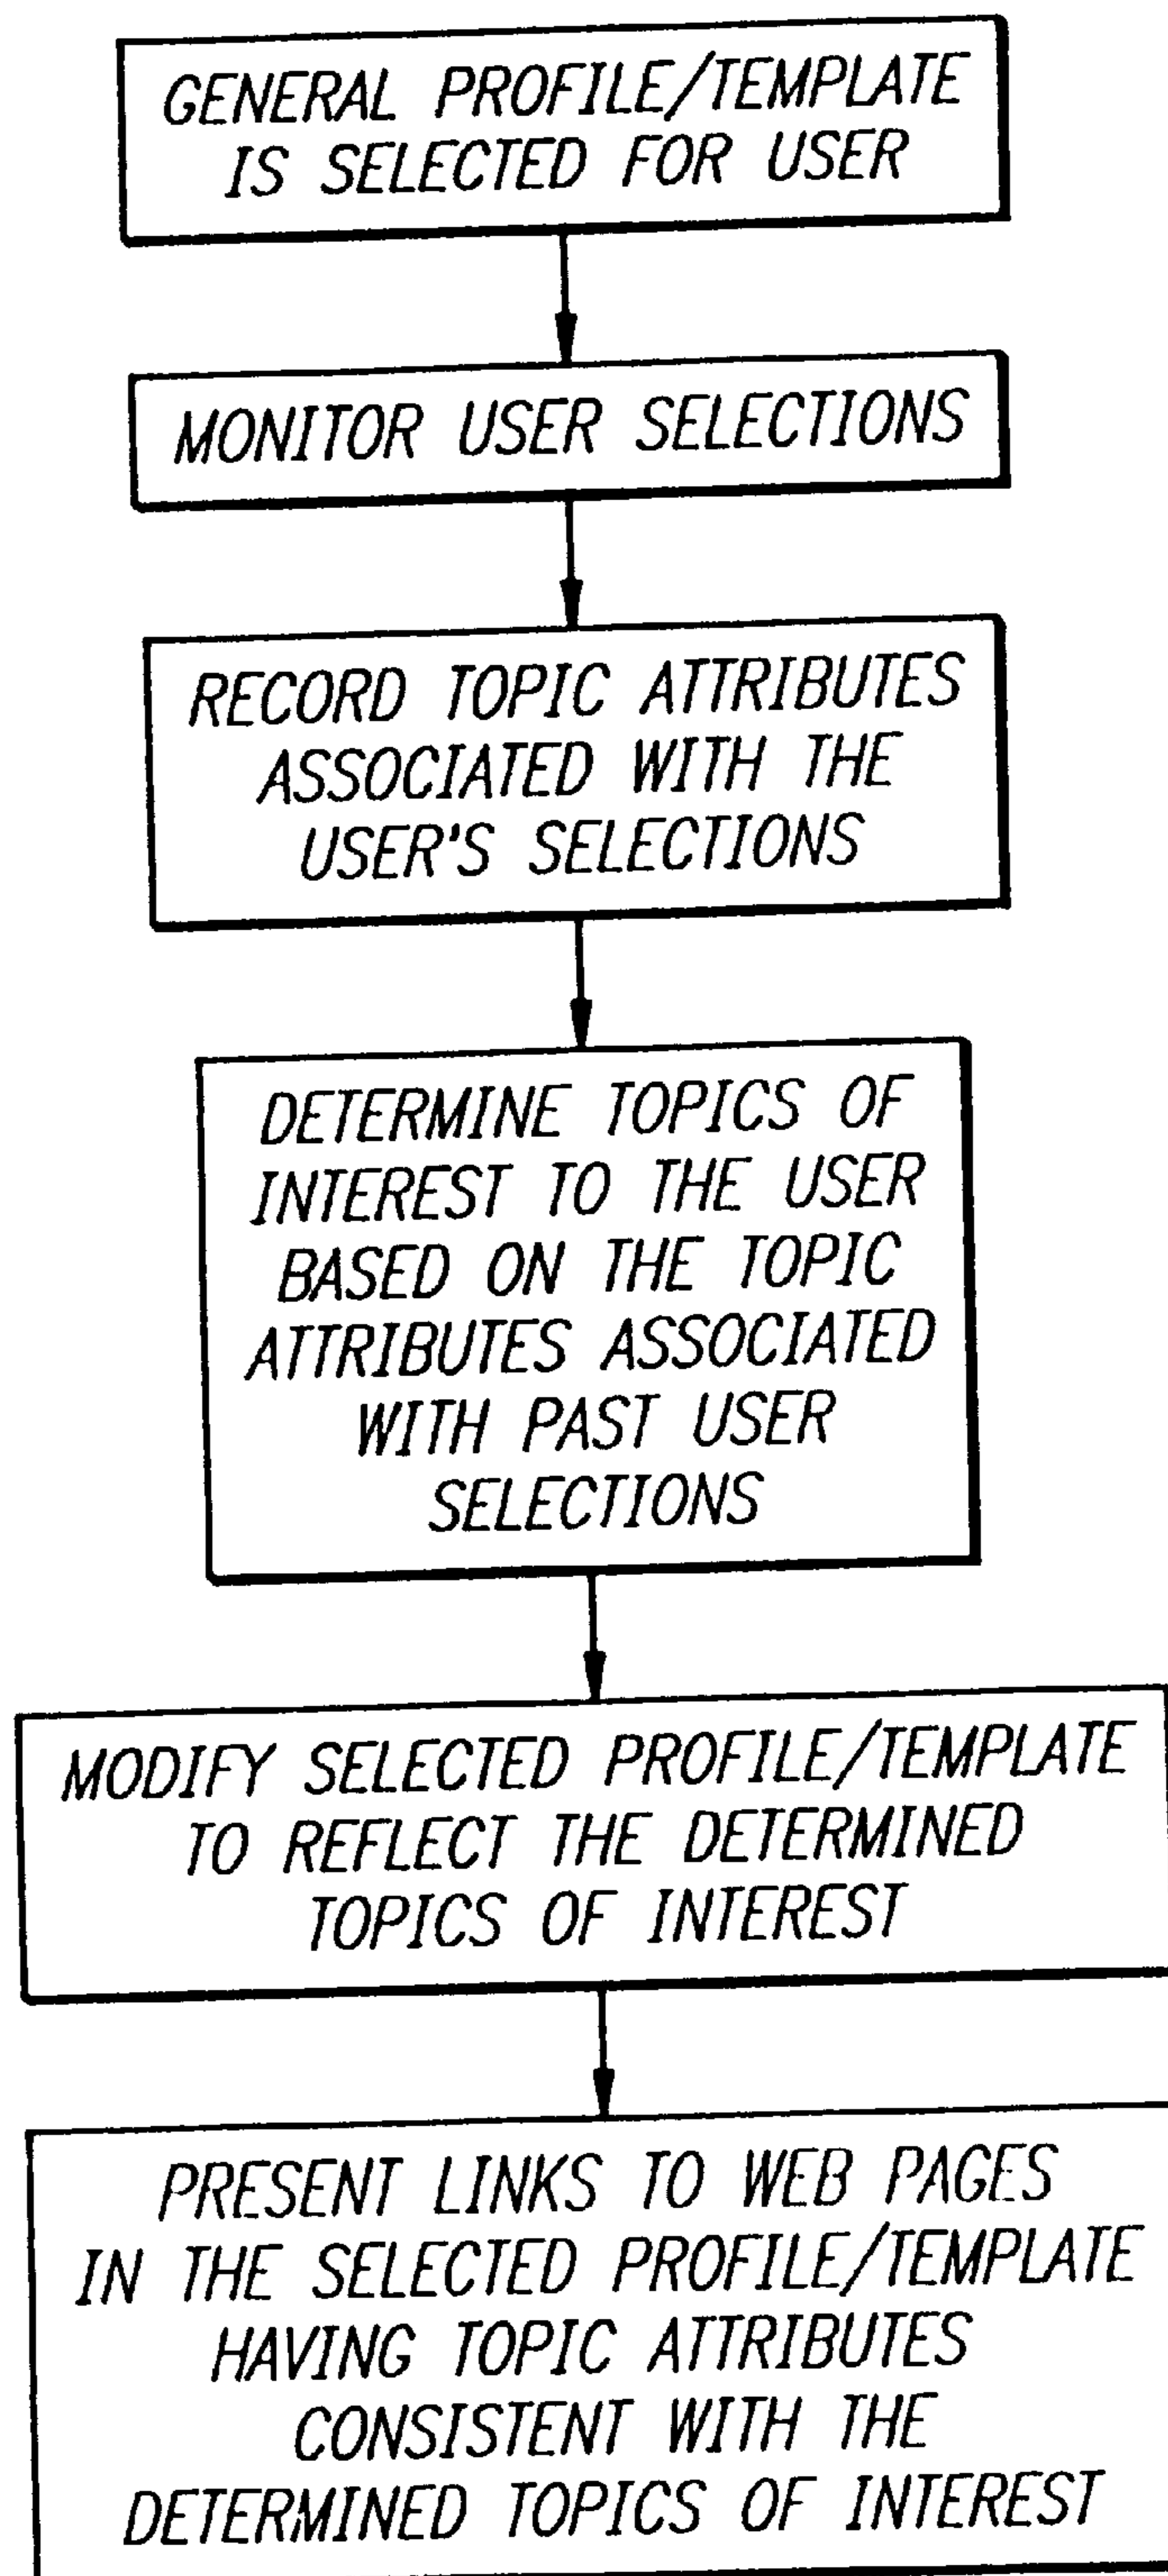 GENERAL PROFILE/TEMPLATE
IS SELECTED FOR USER
MONITOR USER SELECTIONS
RECORD TOPIC ATTRIBUTES
ASSOCIATED WITH THE
USER'S SELECTIONS
DETERMINE TOPICS OF
INTEREST TO THE USER
BASED ON THE TOPIC
ATTRIBUTES ASSOCIATED
WITH PAST USER
SELECTIONS
MODIFY SELECTED PROFILE/TEMPLATE
TO REFLECT THE DETERMINED
TOPICS OF INTEREST
PRESENT LINKS TO WEB PAGES
IN THE SELECTED PROFILE/TEMPLATE
HAVING TOPIC ATTRIBUTES
CONSISTENT WITH THE
DETERMINED TOPICS OF INTEREST